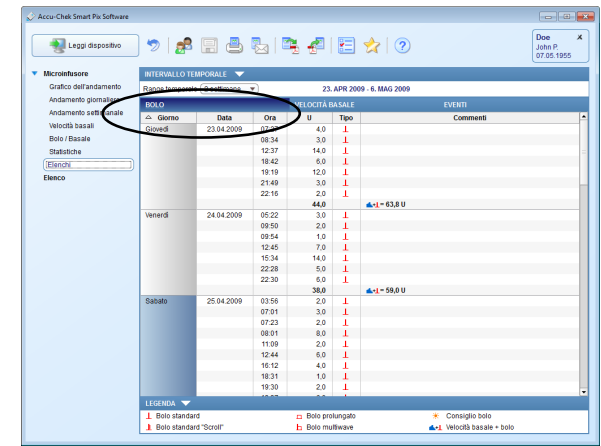 Accu-Chek Smart Pix Software
Leggi dispositivo
Doe X
John P.
07.05.1955
Microinfusore
Grafico dell'andamento
Andamento giornaliero
Andamento settimanale
Velocità basali
Bolo / Basale
Statistiche
Elenchi
Elenco
INTERVALLO TEMPORALE
Range temporale 2 settimane 23. APR 2009 - 6. MAG 2009
BOLO VELOCITÀ BASALE EVENTI
Giorno Data Ora U Tipo Commenti
Giovedì 23.04.2009 07:27 4,0
08:34 3,0
12:37 14,0
18:42 6,0
19:19 12,0
21:49 3,0
22:16 2,0
44,0 = 63,8 U
Venerdì 24.04.2009 05:22 3,0
09:50 2,0
09:54 1,0
12:45 7,0
15:34 14,0
22:28 5,0
22:30 6,0
38,0 = 59,0 U
Sabato 25.04.2009 03:56 2,0
07:01 3,0
07:23 2,0
08:01 8,0
11:09 2,0
12:44 6,0
16:12 4,0
18:31 1,0
19:30 2,0
LEGENDA
Bolo standard Bolo prolungato Consiglio bolo
Bolo standard "Scroll" Bolo multiwave Velocità basale + bolo